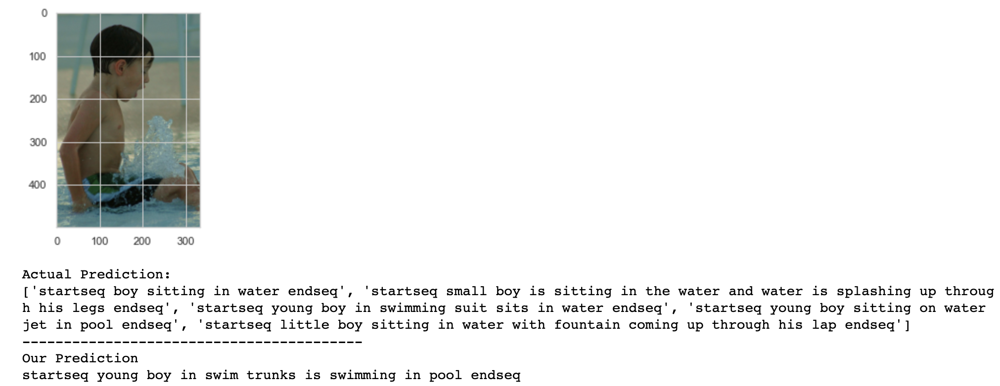 0
100
200
300
400
0 100 200 300
Actual Prediction:
['startseq boy sitting in water endseq', 'startseq small boy is sitting in the water and water is splashing up throug
h his legs endseq', 'startseq young boy in swimming suit sits in water endseq', 'startseq young boy sitting on water
jet in pool endseq', 'startseq little boy sitting in water with fountain coming up through his lap endseq']
-----------------------------------------
Our Prediction
startseq young boy in swim trunks is swimming in pool endseq